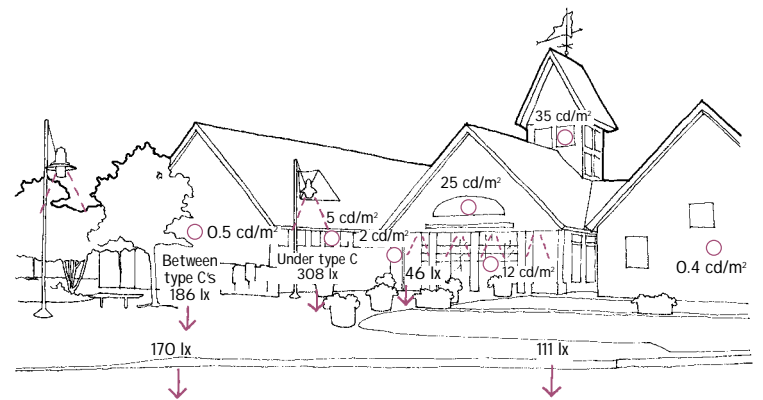 35 cd/m²
25 cd/m²
5 cd/m²
0.5 cd/m²
2 cd/m²
Between
type C's
186 lx
Under type C
308 lx
46 lx
12 cd/m²
0.4 cd/m²
170 lx
111 lx